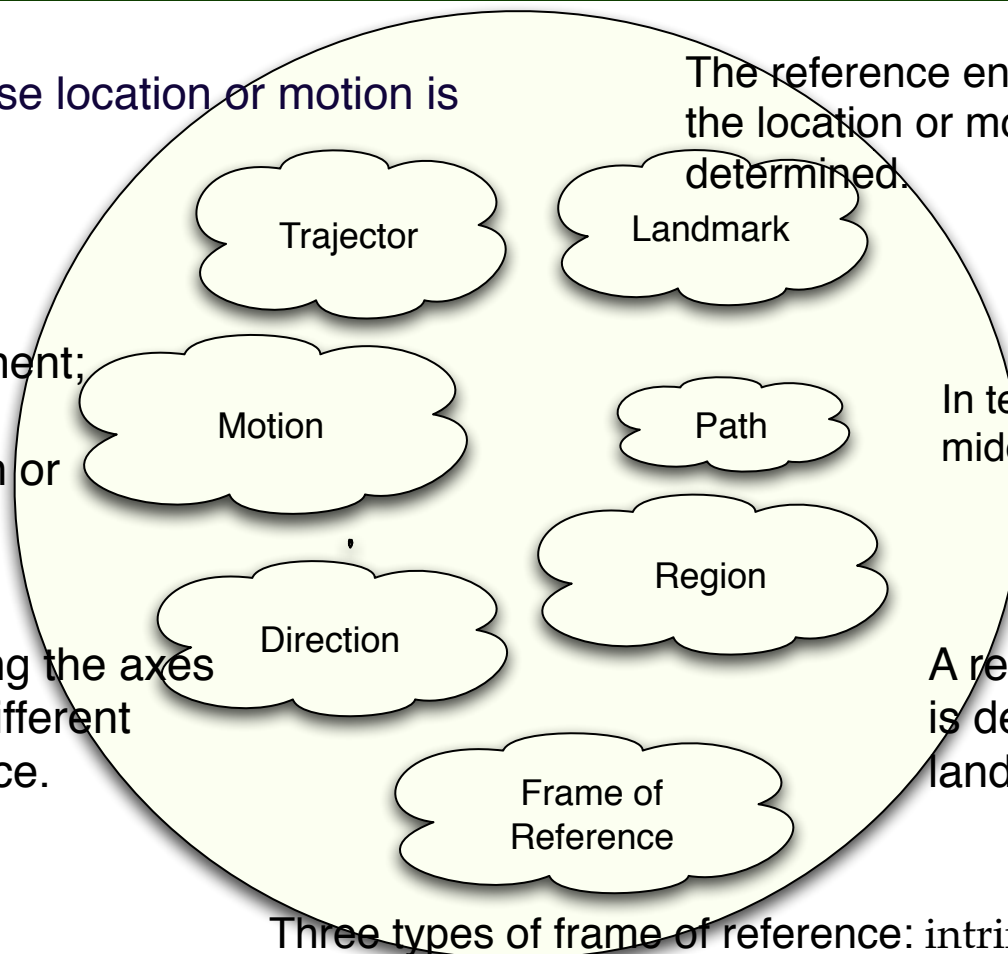 se location or motion is
The reference en
the location or mo
determined.
Trajector
Landmark
nent;
n or
Motion
Path
In te
mid
Region
Direction
ng the axes
ifferent
ce.
A re
is de
land
Frame of
Reference
Three types of frame of reference: intri